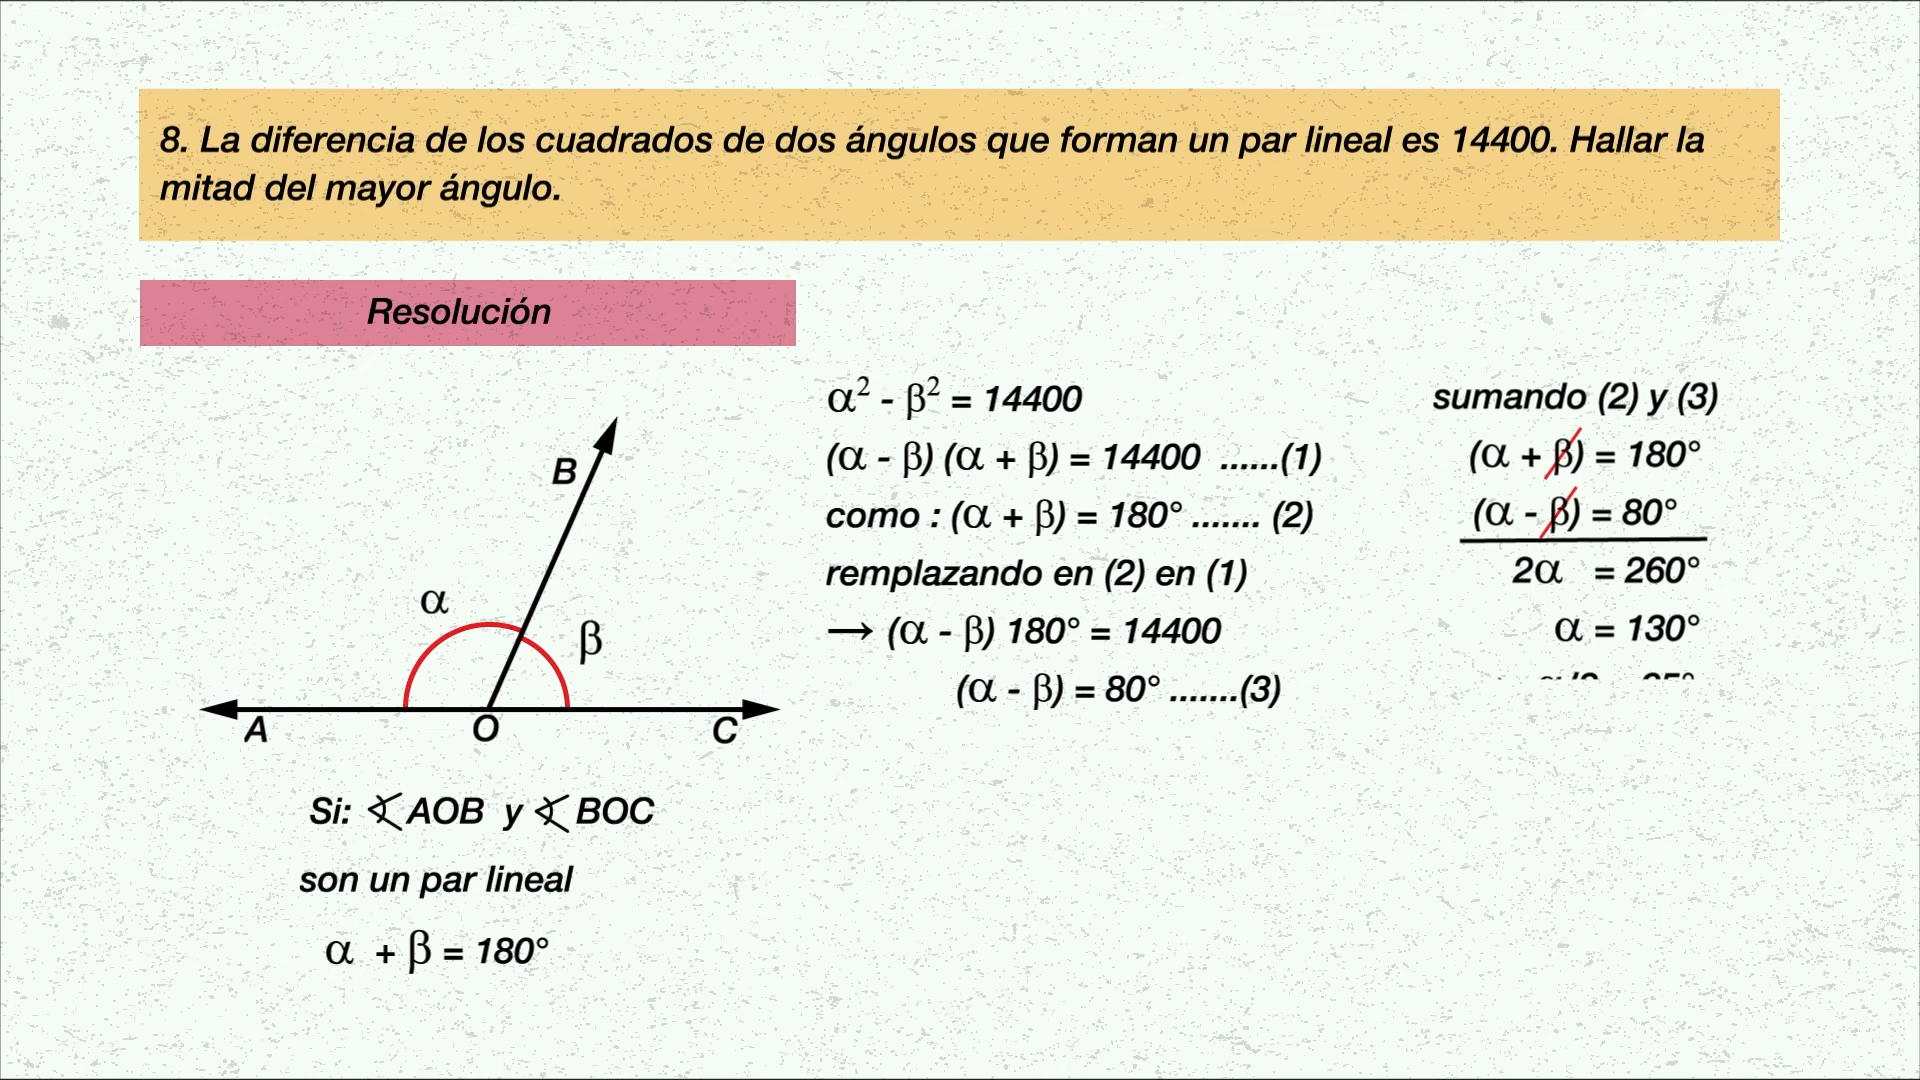 8. La diferencia de los cuadrados de dos ángulos que forman un par lineal es 14400. Hallar la
mitad del mayor ángulo.
Resolución
B
α
β
A
O
C
Si: ∢AOB y ∢BOC
son un par lineal
α + β = 180°
α² - β² = 14400
(α - β) (α + β) = 14400 ......(1)
como : (α + β) = 180° ....... (2)
remplazando en (2) en (1)
→ (α - β) 180° = 14400
(α - β) = 80° .......(3)
sumando (2) y (3)
(α + β) = 180°
(α - β) = 80°
2α = 260°
α = 130°